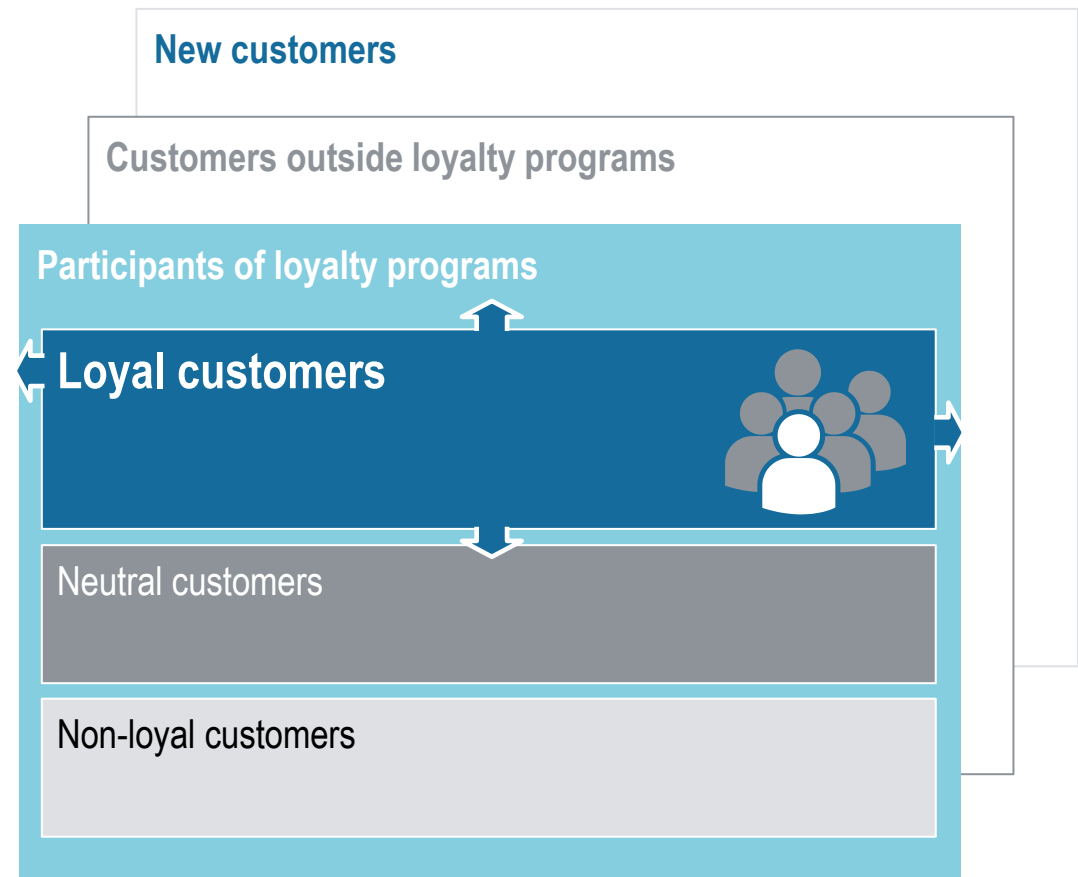 New customers
Customers outside loyalty programs
Participants of loyalty programs
Loyal customers
Neutral customers
Non-loyal customers